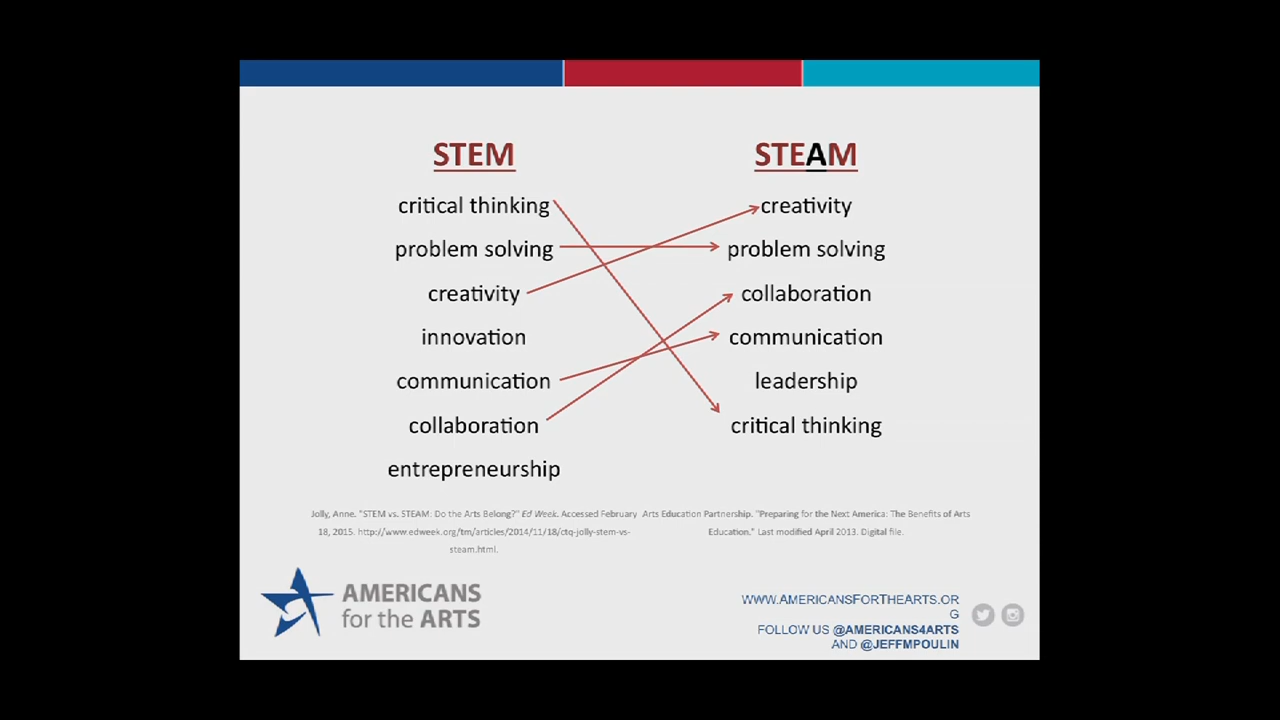 STEM
critical thinking
problem solving
creativity
innovation
communication
collaboration
entrepreneurship
STEAM
creativity
problem solving
collaboration
communication
leadership
critical thinking
Jolly, Anne. "STEM vs. STEAM: Do the Arts Belong?" Ed Week. Accessed February
18, 2015. http://www.edweek.org/tm/articles/2014/11/18/ctq-jolly-stem-vs-
steam.html.
Arts Education Partnership. "Preparing for the Next America: The Benefits of Arts
Education." Last modified April 2013. Digital file.
AMERICANS
for the ARTS
WWW.AMERICANSFORTHEARTS.OR
G
FOLLOW US @AMERICANS4ARTS
AND @JEFFMPOULIN